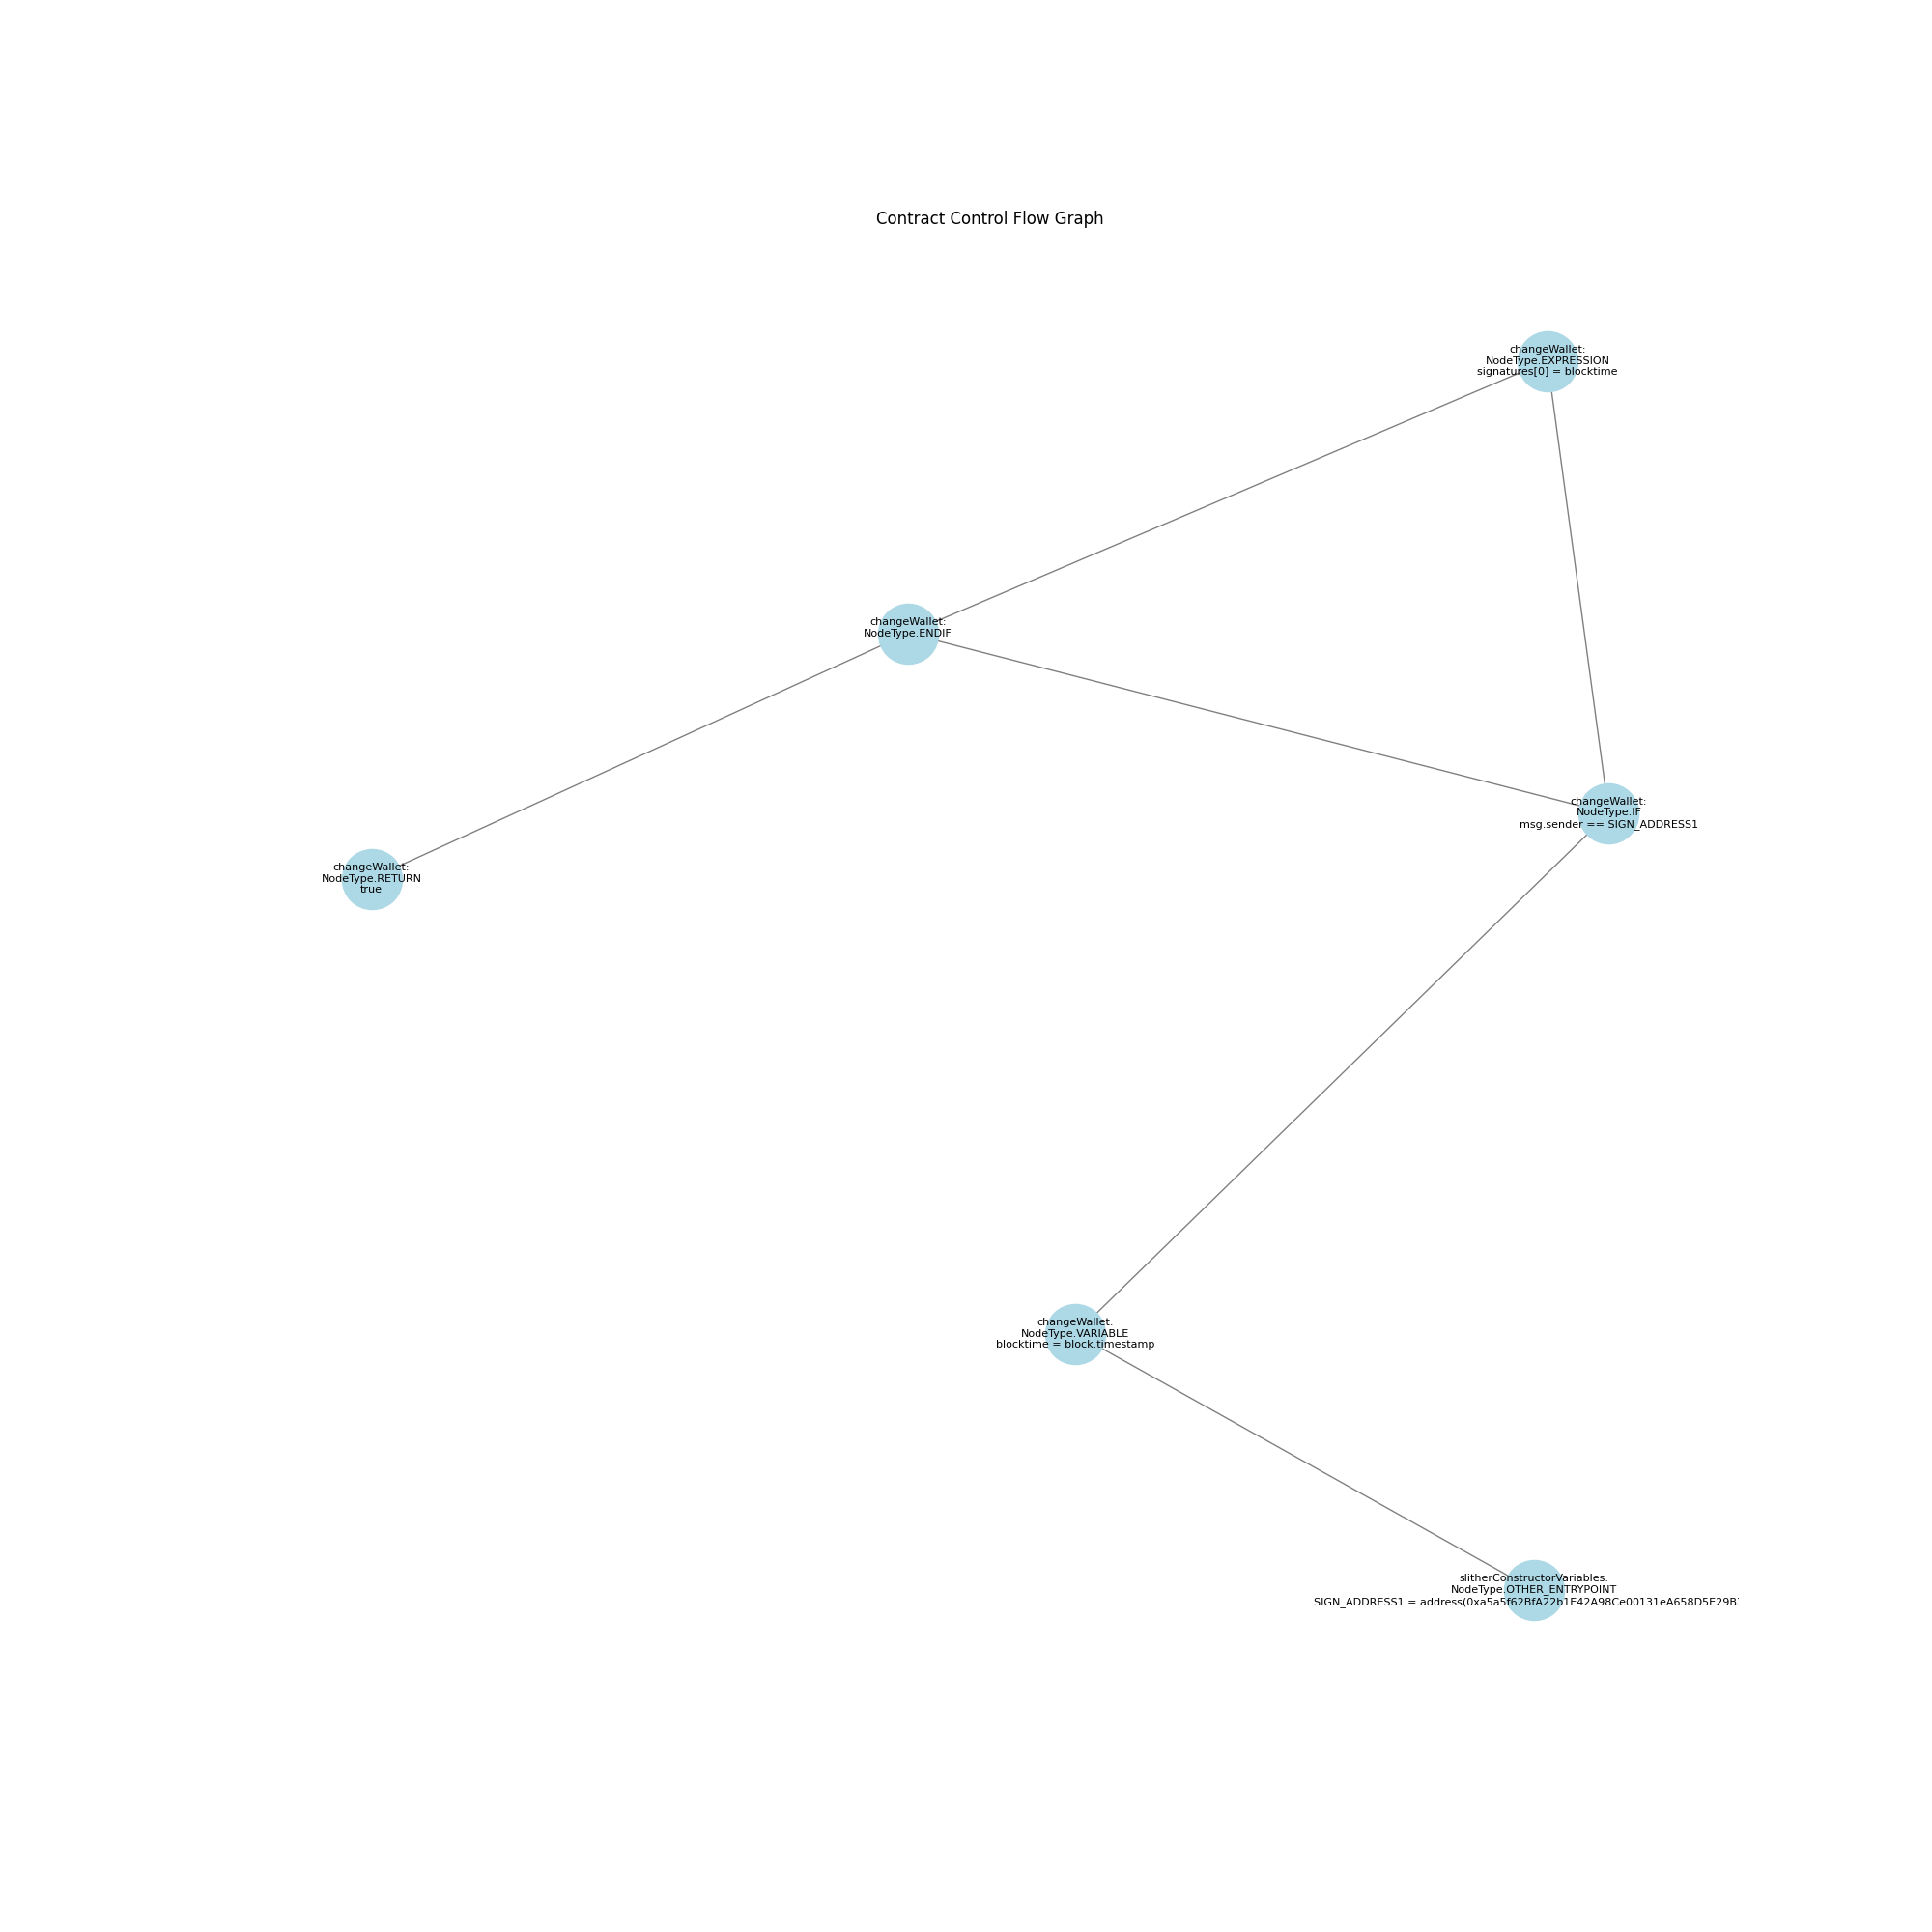 Contract Control Flow Graph
changeWallet:
NodeType.EXPRESSION
signatures[0] = blocktime
changeWallet:
NodeType.ENDIF
changeWallet:
NodeType.IF
msg.sender == SIGN_ADDRESS1
changeWallet:
NodeType.RETURN
true
changeWallet:
NodeType.VARIABLE
blocktime = block.timestamp
slitherConstructorVariables:
NodeType.OTHER_ENTRYPOINT
SIGN_ADDRESS1 = address(0xa5a5f62BfA22b1E42A98Ce00131eA658D5E29B